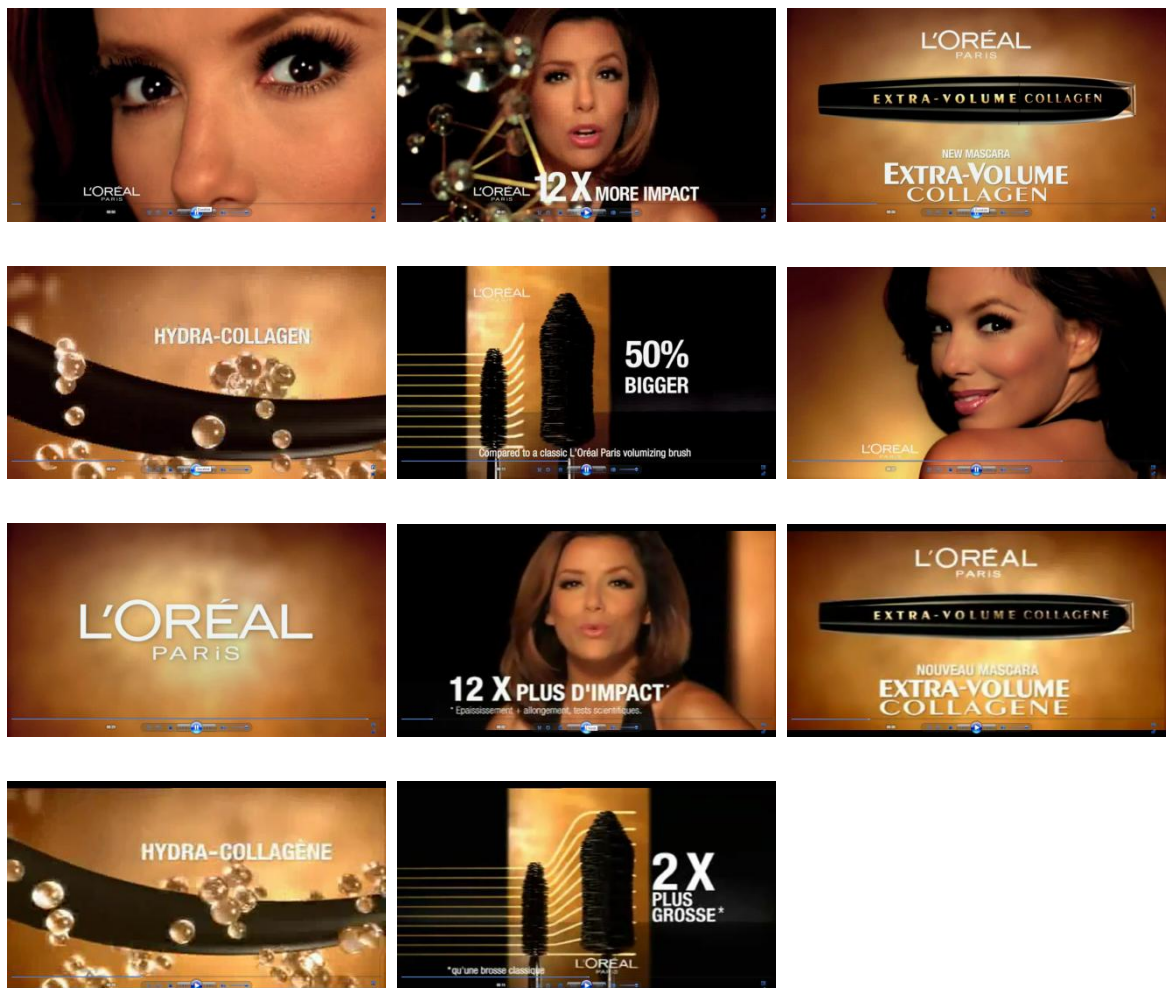 L'ORÉAL
PARIS
L'ORÉAL
PARIS
12 X MORE IMPACT
L'ORÉAL
PARIS
EXTRA-VOLUME COLLAGEN
NEW MASCARA
EXTRA-VOLUME
COLLAGEN
HYDRA-COLLAGEN
L'ORÉAL
PARIS
50%
BIGGER
Compared to a classic L'Oréal Paris volumizing brush
L'ORÉAL
PARIS
L'ORÉAL
PARiS
12 X PLUS D'IMPACT*
* Epaississement + allongement, tests scientifiques.
L'ORÉAL
PARIS
EXTRA-VOLUME COLLAGENE
NOUVEAU MASCARA
EXTRA-VOLUME
COLLAGENE
HYDRA-COLLAGÈNE
2 X
PLUS
GROSSE*
L'ORÉAL
PARIS
*qu'une brosse classique